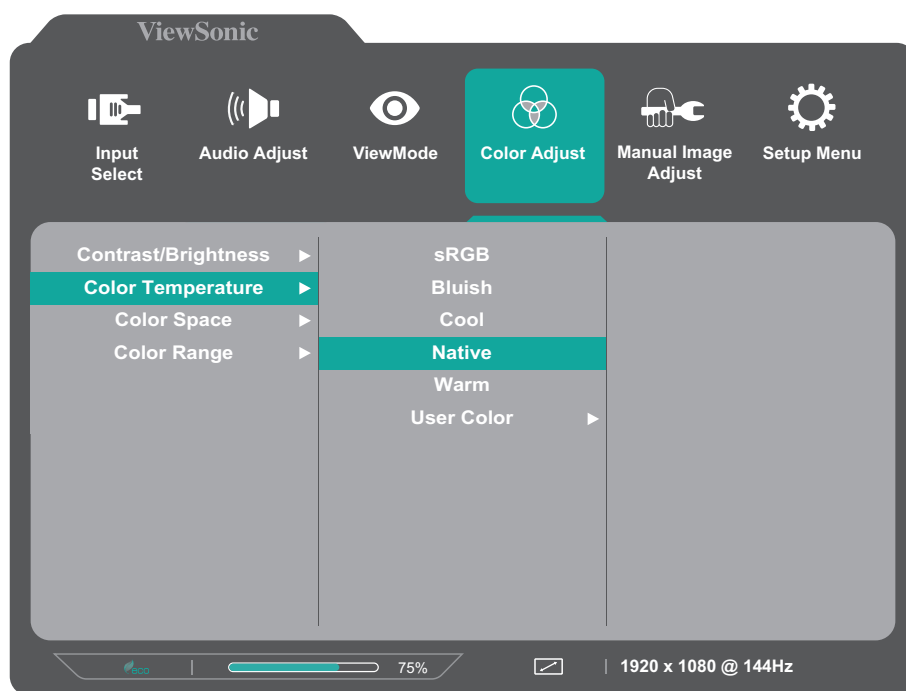 ViewSonic
Input
Select
Audio Adjust
ViewMode
Color Adjust
Manual Image
Adjust
Setup Menu
Contrast/Brightness ▶
Color Temperature ▶
Color Space ▶
Color Range ▶
sRGB
Bluish
Cool
Native
Warm
User Color ▶
eco
75%
1920 x 1080 @ 144Hz